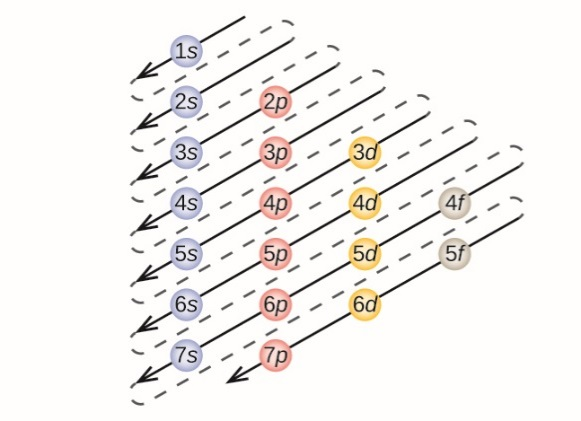 1s
2s 2p
3s 3p 3d
4s 4p 4d 4f
5s 5p 5d 5f
6s 6p 6d
7s 7p